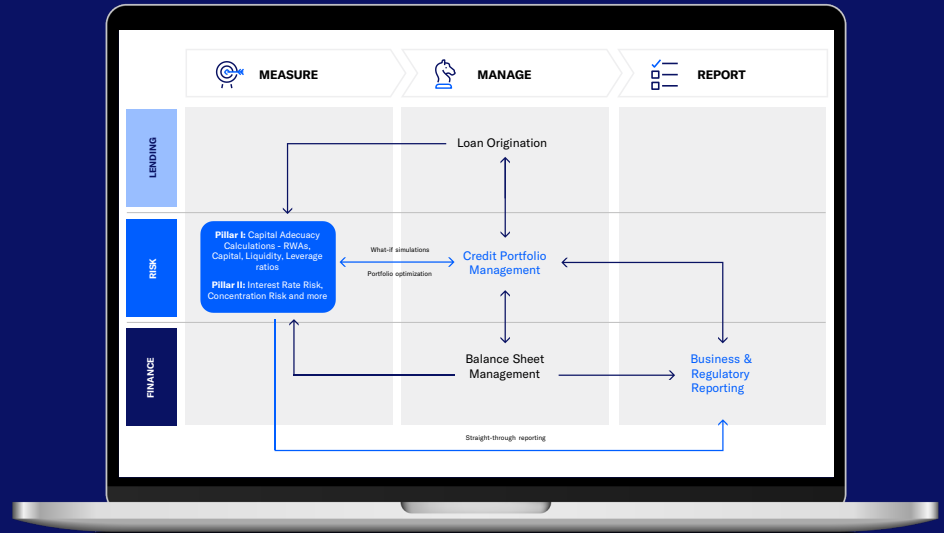 MEASURE
MANAGE
REPORT
LENDING
Loan Origination
RISK
Pillar I: Capital Adequacy
Calculations - RWAs,
Capital, Liquidity, Leverage
ratios
Pillar II: Interest Rate Risk,
Concentration Risk and more
What-if simulations
Portfolio optimization
Credit Portfolio
Management
FINANCE
Balance Sheet
Management
Business &
Regulatory
Reporting
Straight-through reporting